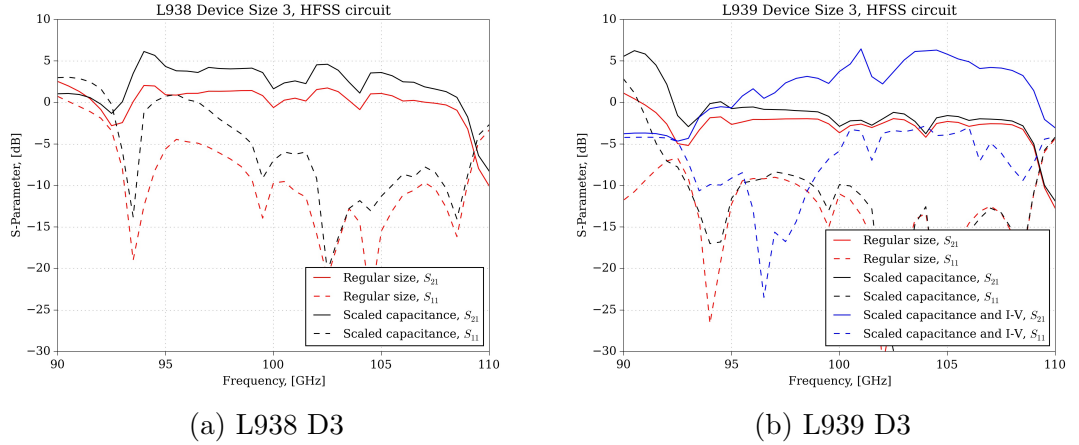 L938 Device Size 3, HFSS circuit
10
5
0
−5
−10
−15
−20
−25
−30
S-Parameter, [dB]
Regular size, S21
Regular size, S11
Scaled capacitance, S21
Scaled capacitance, S11
90 95 100 105 110
Frequency, [GHz]
(a) L938 D3
L939 Device Size 3, HFSS circuit
10
5
0
−5
−10
−15
−20
−25
−30
S-Parameter, [dB]
Regular size, S21
Regular size, S11
Scaled capacitance, S21
Scaled capacitance, S11
Scaled capacitance and I-V, S21
Scaled capacitance and I-V, S11
90 95 100 105 110
Frequency, [GHz]
(b) L939 D3